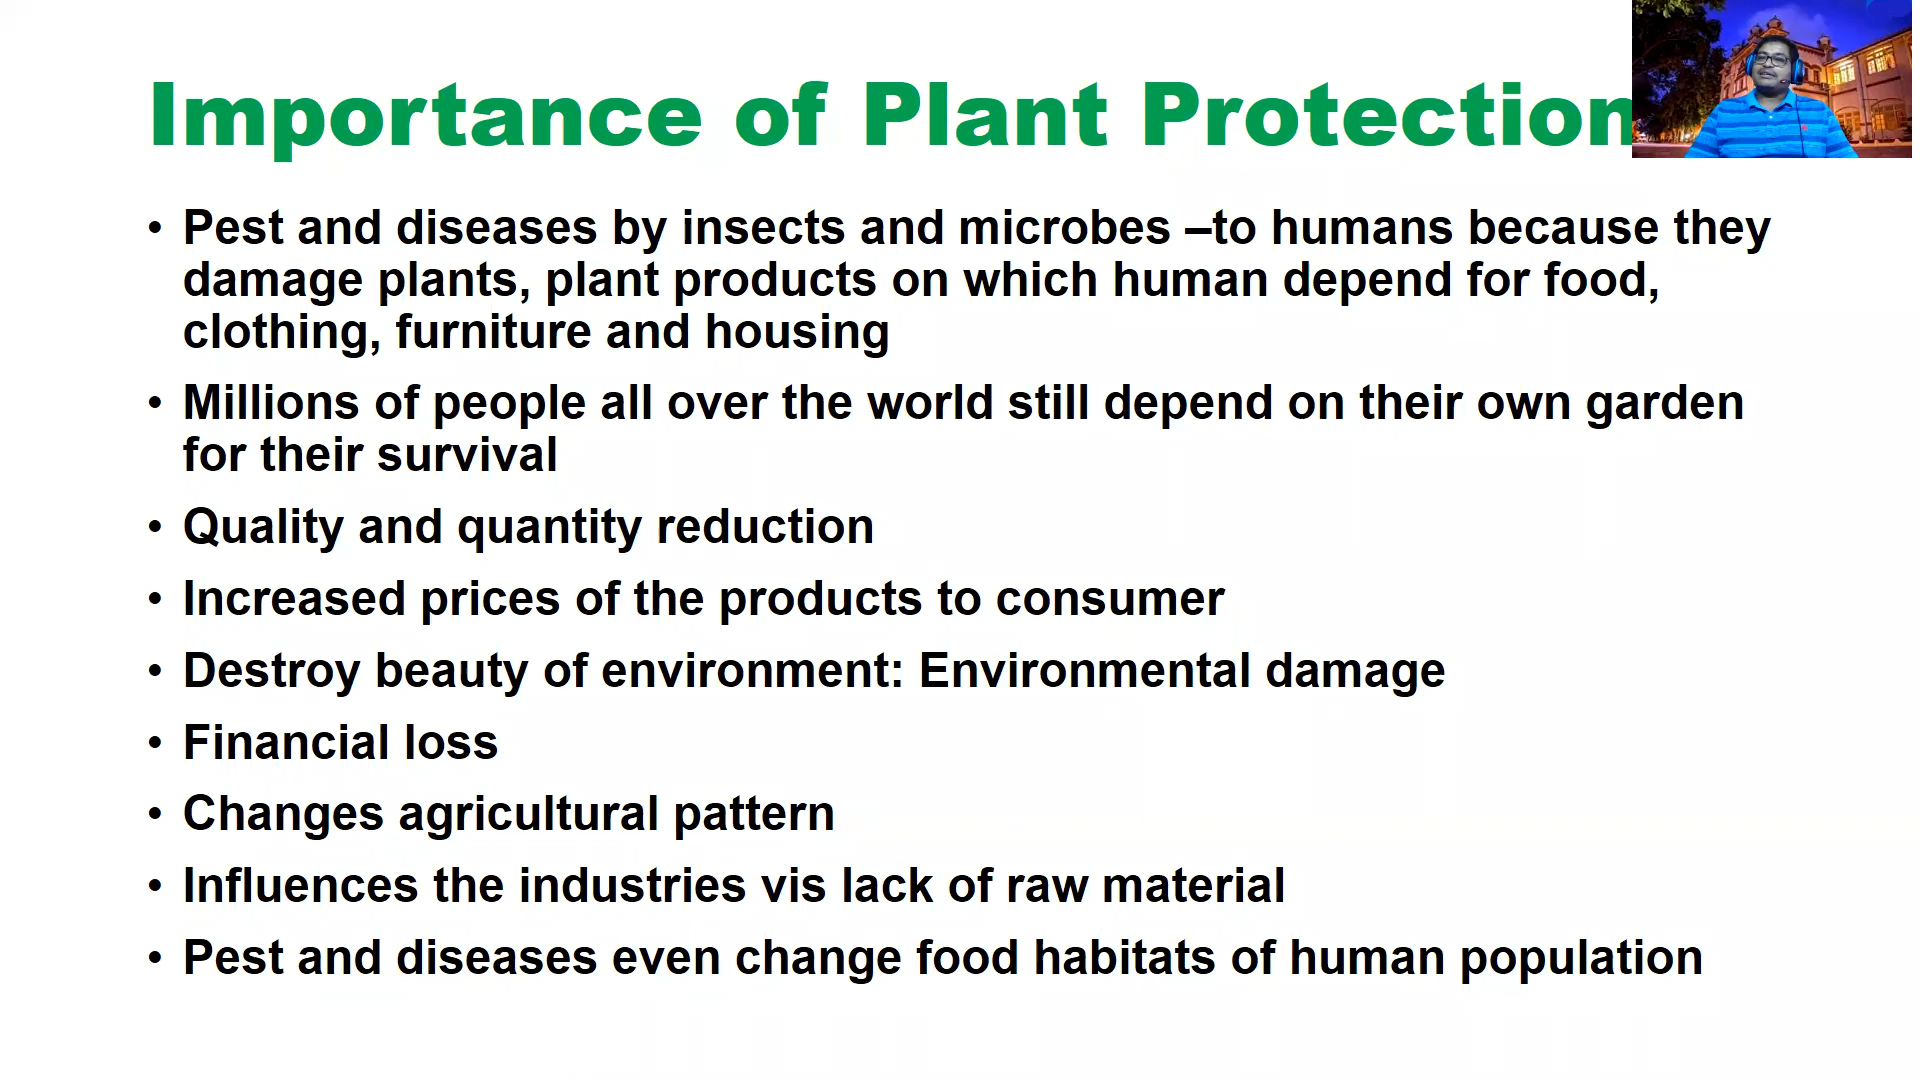 Importance of Plant Protection
• Pest and diseases by insects and microbes –to humans because they
damage plants, plant products on which human depend for food,
clothing, furniture and housing
• Millions of people all over the world still depend on their own garden
for their survival
• Quality and quantity reduction
• Increased prices of the products to consumer
• Destroy beauty of environment: Environmental damage
• Financial loss
• Changes agricultural pattern
• Influences the industries vis lack of raw material
• Pest and diseases even change food habitats of human population